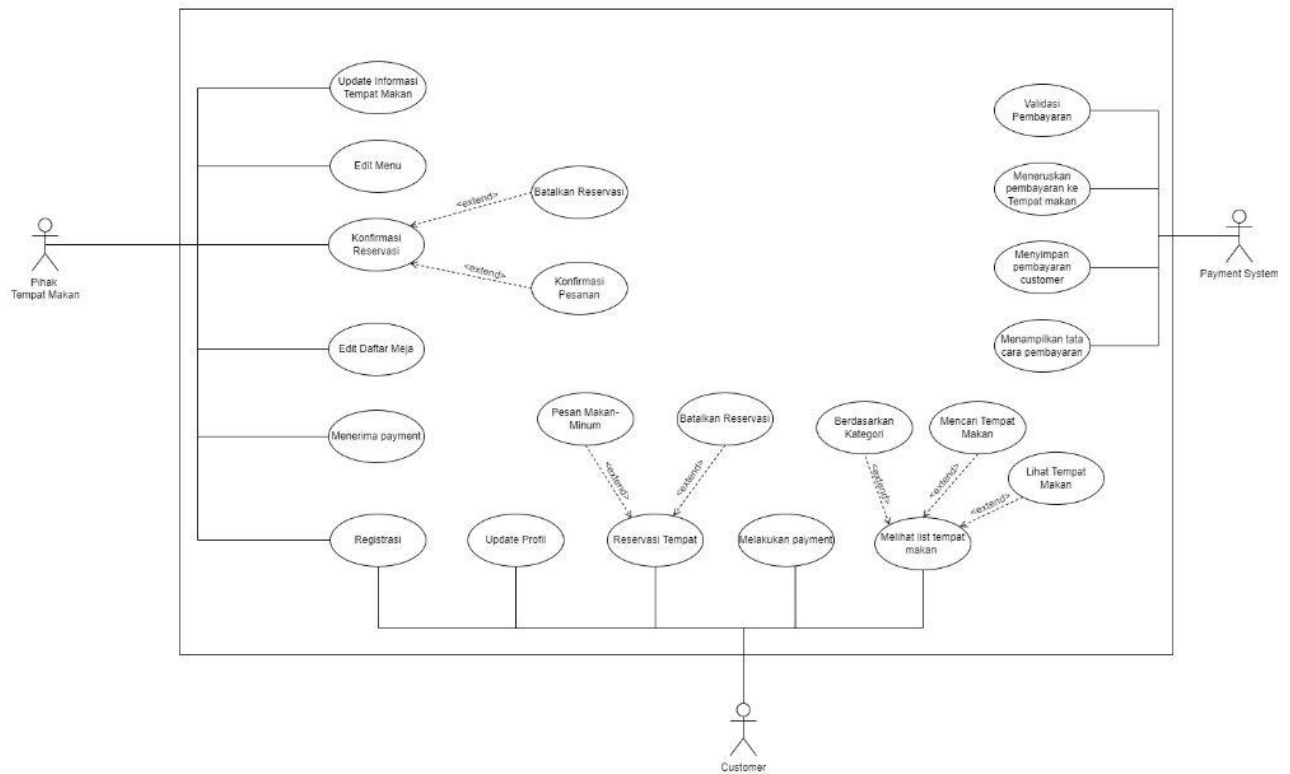 Update Informasi
Tempat Makan
Edit Menu
<extend>
Batalkan Reservasi
Konfirmasi
Reservasi
<extend>
Konfirmasi
Pesanan
Pihak
Tempat Makan
Edit Daftar Meja
Menerima payment
Registrasi
Validasi
Pembayaran
Meneruskan
pembayaran ke
Tempat makan
Menyimpan
pembayaran
customer
Menampilkan tata
cara pembayaran
Payment System
Pesan Makan-
Minum
Batalkan Reservasi
Berdasarkan
Kategori
Mencari Tempat
Makan
Lihat Tempat
Makan
<extend>
<extend>
<extend>
<extend>
<extend>
Update Profil
Reservasi Tempat
Melakukan payment
Melihat list tempat
makan
Customer